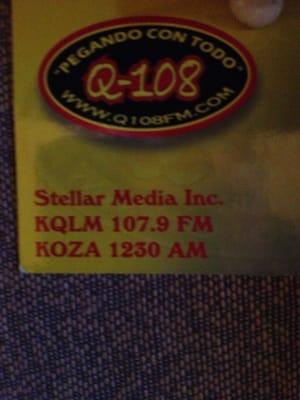 "PEGANDO CON TODO"
Q-108
WWW.Q108FM.COM
Stellar Media Inc.
KQLM 107.9 FM
KOZA 1230 AM